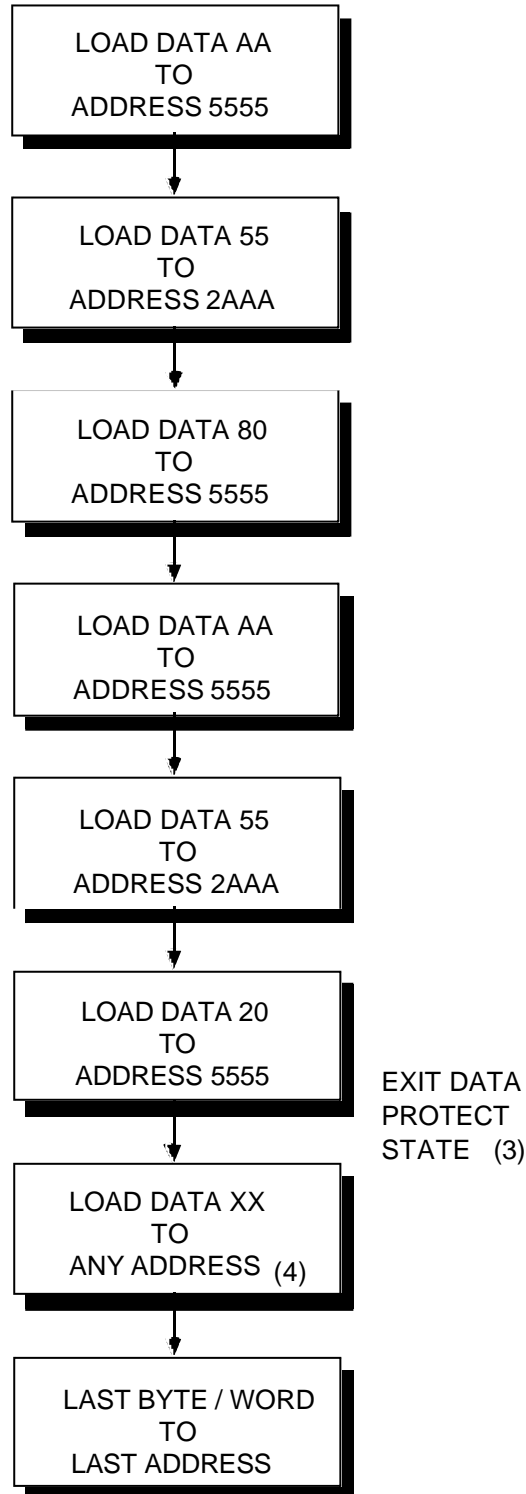 LOAD DATA AA
TO
ADDRESS 5555
LOAD DATA 55
TO
ADDRESS 2AAA
LOAD DATA 80
TO
ADDRESS 5555
LOAD DATA AA
TO
ADDRESS 5555
LOAD DATA 55
TO
ADDRESS 2AAA
LOAD DATA 20
TO
ADDRESS 5555
EXIT DATA
PROTECT
STATE (3)
LOAD DATA XX
TO
ANY ADDRESS (4)
LAST BYTE / WORD
TO
LAST ADDRESS